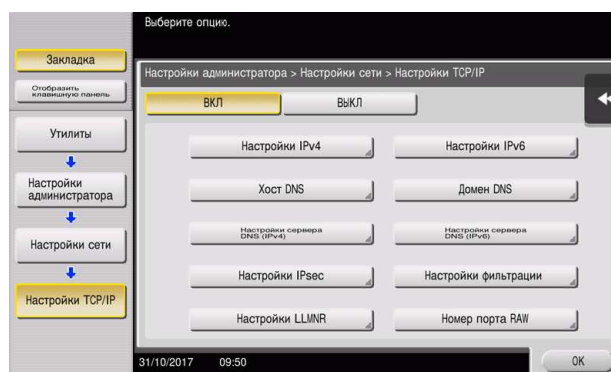 Выберите опцию.
Закладка
Отобразить
клавишную панель
Утилиты
Настройки
администратора
Настройки сети
Настройки TCP/IP
Настройки администратора > Настройки сети > Настройки TCP/IP
ВКЛ
ВЫКЛ
Настройки IPv4
Настройки IPv6
Хост DNS
Домен DNS
Настройки сервера
DNS (IPv4)
Настройки сервера
DNS (IPv6)
Настройки IPsec
Настройки фильтрации
Настройки LLMNR
Номер порта RAW
31/10/2017 09:50
OK